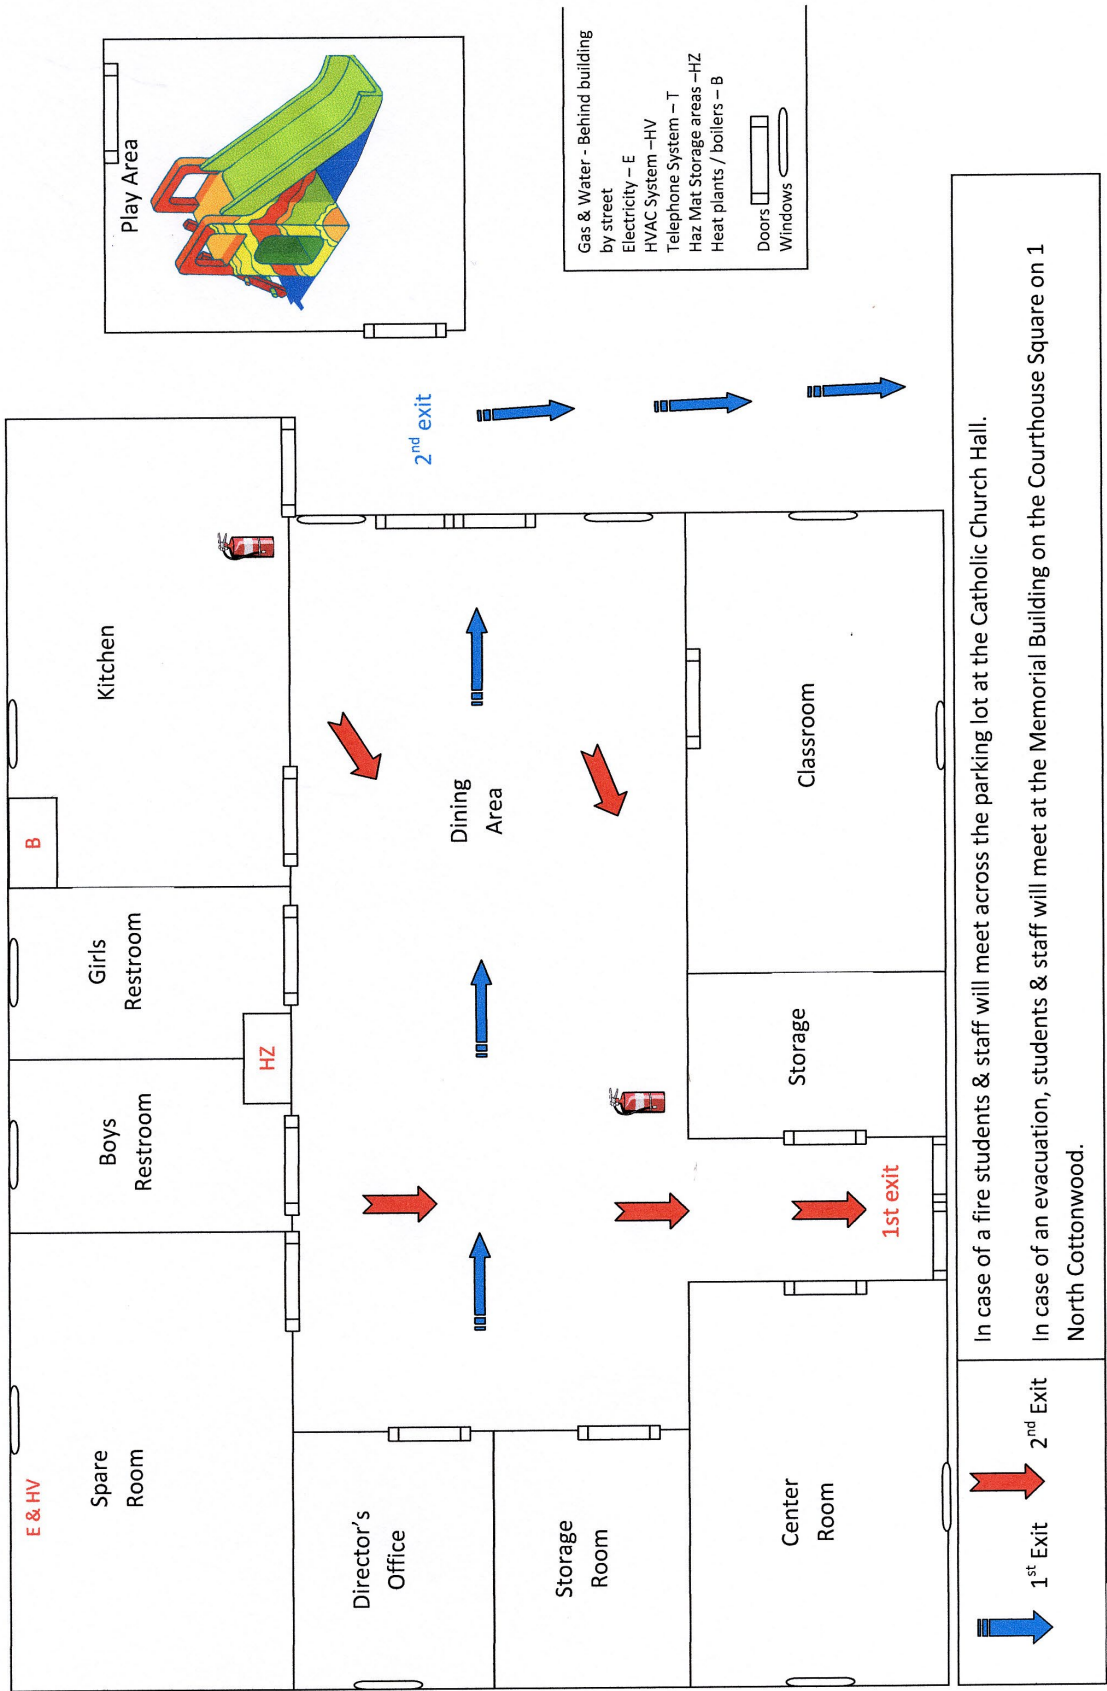 E & HV
Spare
Room
Boys
Restroom
Girls
Restroom
B
Kitchen
HZ
Play Area
Director's
Office
Storage
Room
Dining
Area
2nd exit
Center
Room
1st exit
Storage
Classroom
Gas & Water - Behind building
by street
Electricity – E
HVAC System –HV
Telephone System – T
Haz Mat Storage areas –HZ
Heat plants / boilers – B
Doors
Windows
1st Exit
2nd Exit
In case of a fire students & staff will meet across the parking lot at the Catholic Church Hall.
In case of an evacuation, students & staff will meet at the Memorial Building on the Courthouse Square on 1
North Cottonwood.